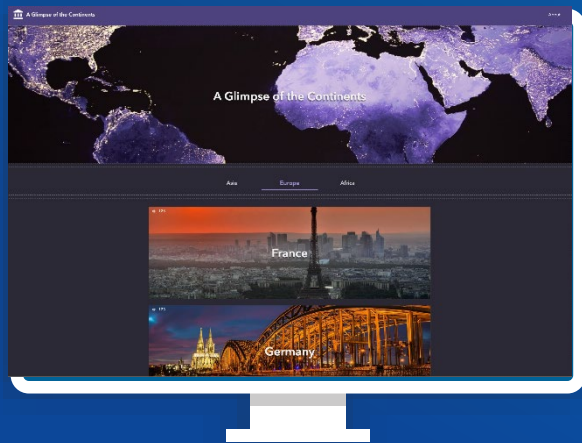 A Glimpse of the Continents
A Glimpse of the Continents
Asia
Europe
Africa
France
Germany